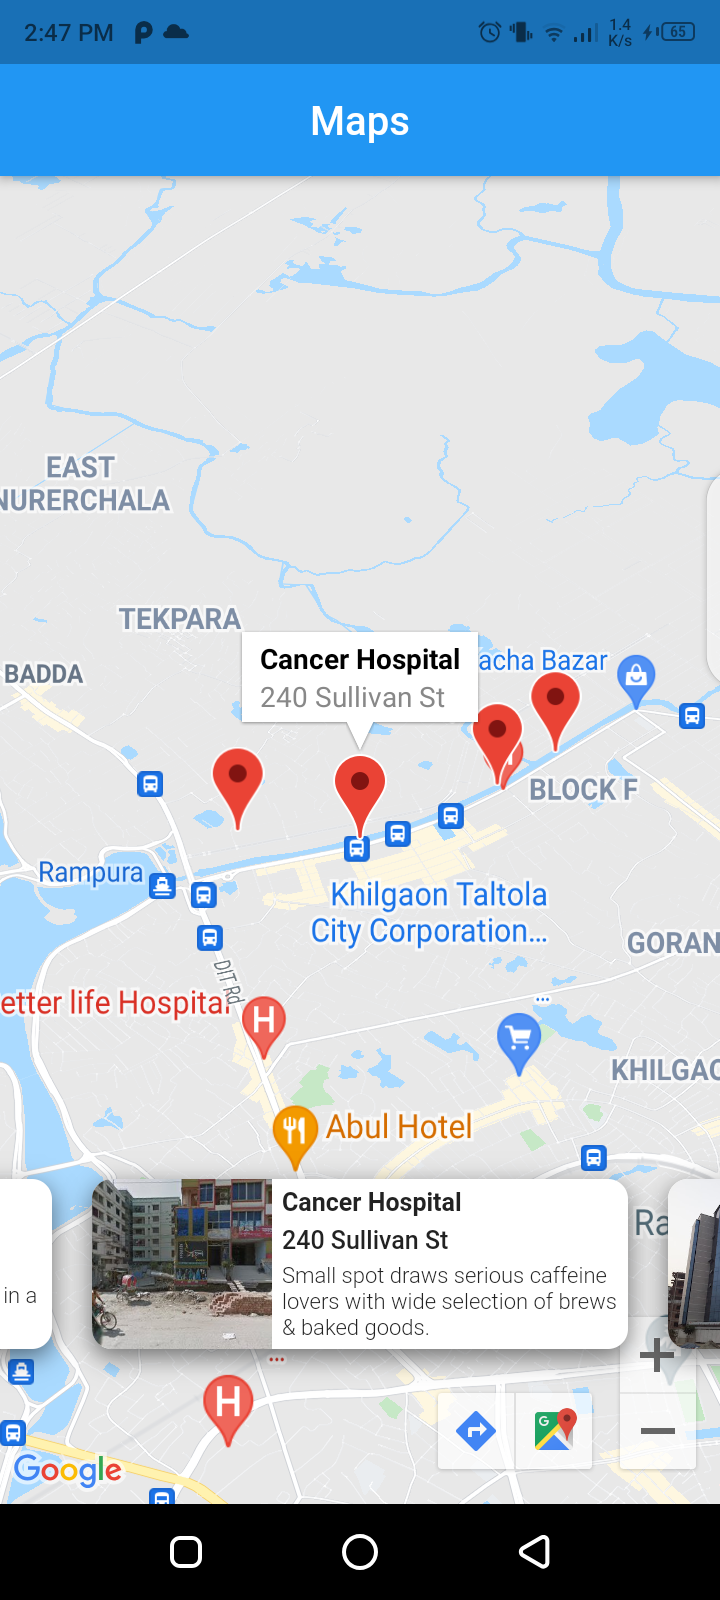 2:47 PM
1.4
K/s
65
Maps
EAST
NURERCHALA
TEKPARA
Cancer Hospital
240 Sullivan St
acha Bazar
BADDA
BLOCK F
Rampura
Khilgaon Taltola
City Corporation...
GORAN
DIT Rd
etter life Hospital
H
KHILGAO
Abul Hotel
Cancer Hospital
240 Sullivan St
Small spot draws serious caffeine
lovers with wide selection of brews
& baked goods.
in a
Ra
H
G
Google